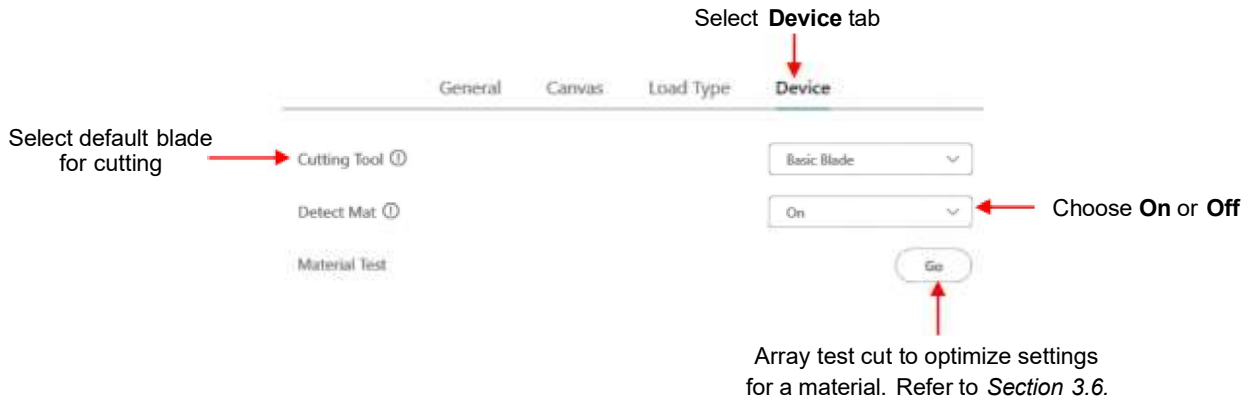 Select Device tab
General Canvas Load Type Device
Select default blade
for cutting
Cutting Tool Basic Blade
Detect Mat On
Choose On or Off
Material Test Go
Array test cut to optimize settings
for a material. Refer to Section 3.6.